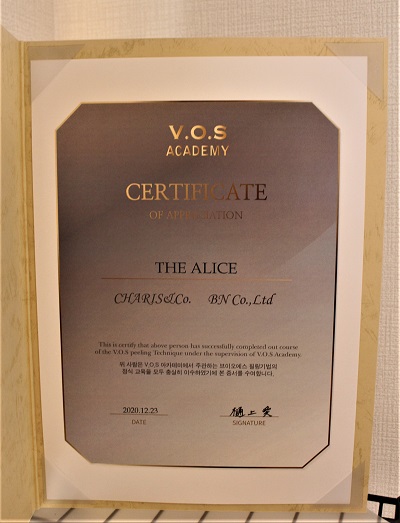 V.O.S
ACADEMY
CERTIFICATE
OF APPRECIATION
THE ALICE
CHARIS&Co. BN Co.,Ltd
This is certify that above person has successfully completed our course
of the V.O.S peeling Technique under the supervision of V.O.S Academy.
위 사람은 V.O.S 아카데미에서 주관하는 브이오에스 필링기법의
정식 교육을 모두 충실히 이수하였기에 본 증서를 수여합니다.
2020.12.23
DATE
SIGNATURE